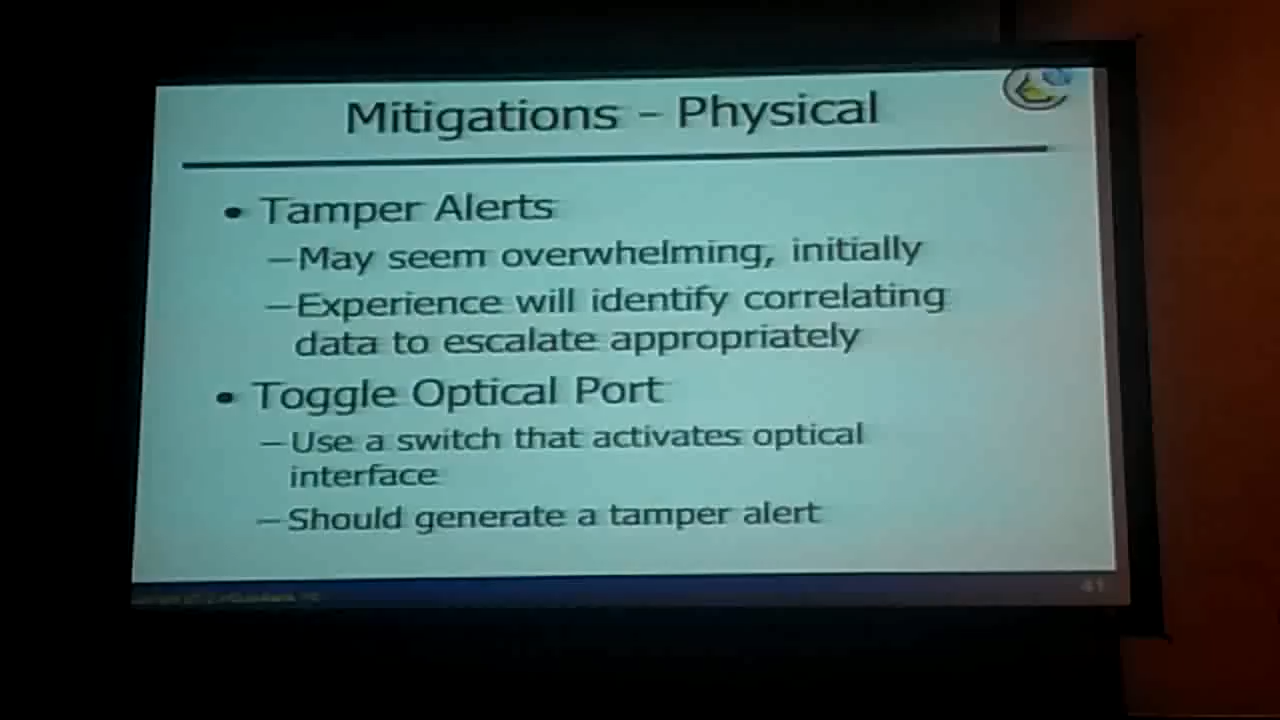 Mitigations – Physical
• Tamper Alerts
–May seem overwhelming, initially
–Experience will identify correlating
data to escalate appropriately
• Toggle Optical Port
–Use a switch that activates optical
interface
–Should generate a tamper alert
41